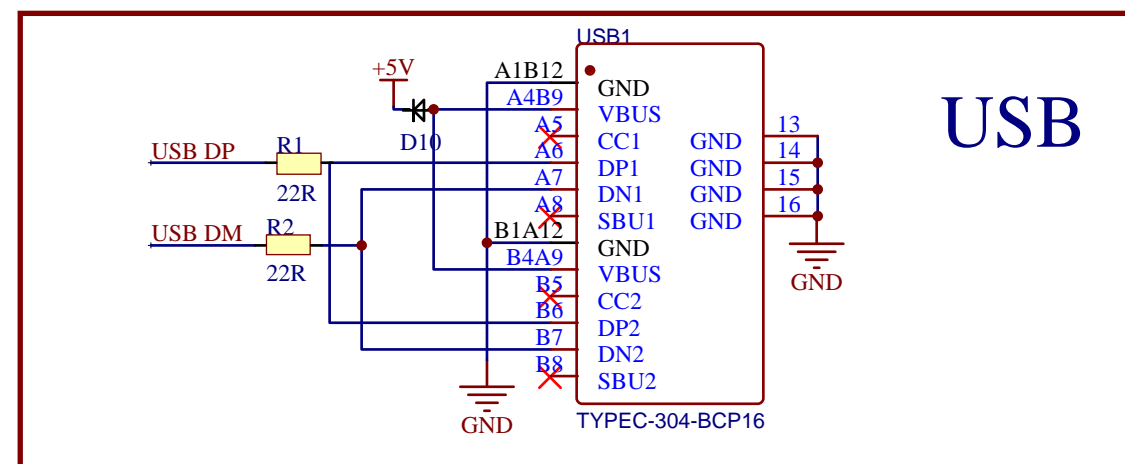 USB1
+5V
A1B12
GND
A4B9
VBUS
D10
A5
CC1
GND
13
USB DP
R1
22R
A6
DP1
GND
14
A7
DN1
GND
15
A8
SBU1
GND
16
USB DM
R2
22R
B1A12
GND
B4A9
VBUS
GND
B5
CC2
B6
DP2
B7
DN2
B8
SBU2
GND
TYPEC-304-BCP16
USB